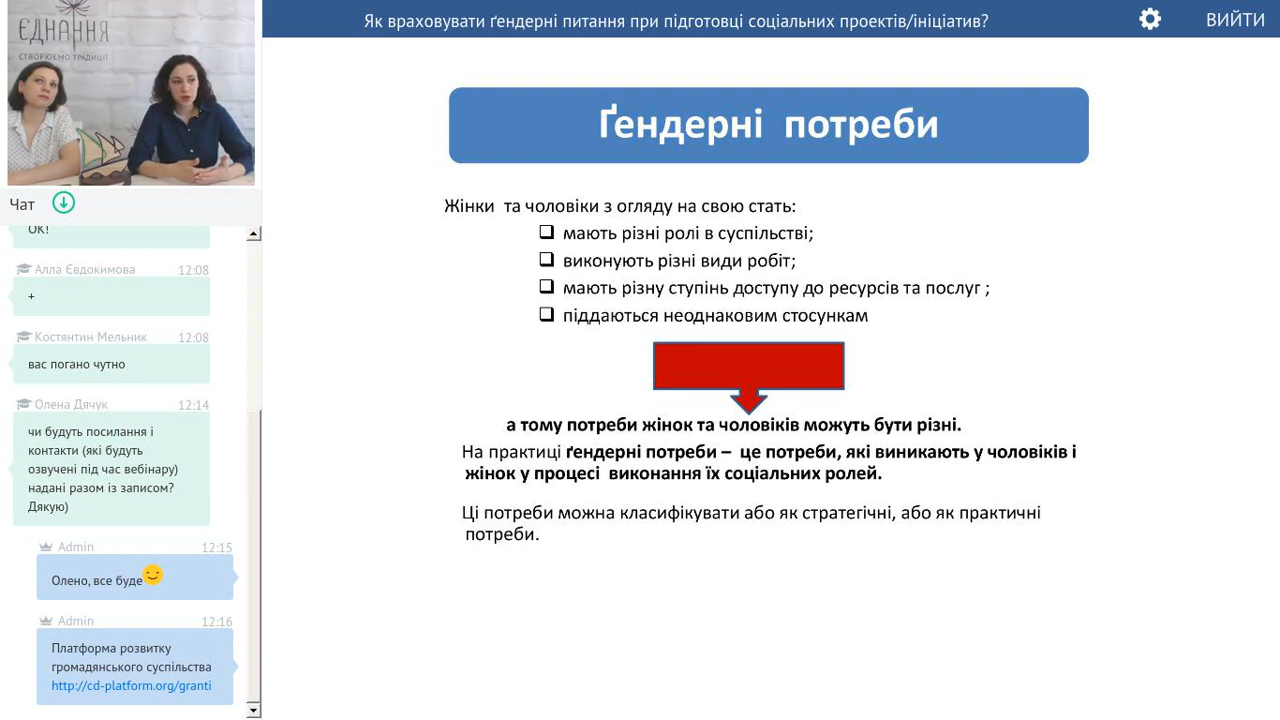 ЄДНАННЯ
СТВОРЮЄМО ТРАДИЦІЇ
Як враховувати ґендерні питання при підготовці соціальних проектів/ініціатив?
ВИЙТИ
Чат
ОК!
Алла Євдокимова 12:08
+
Костянтин Мельник 12:08
вас погано чутно
Олена Дячук 12:14
чи будуть посилання і
контакти (які будуть
озвучені під час вебінару)
надані разом із записом?
Дякую)
Admin 12:15
Олено, все буде
Admin 12:16
Платформа розвитку
громадянського суспільства
http://cd-platform.org/granti
Ґендерні потреби
Жінки та чоловіки з огляду на свою стать:
мають різні ролі в суспільстві;
виконують різні види робіт;
мають різну ступінь доступу до ресурсів та послуг ;
піддаються неоднаковим стосункам
а тому потреби жінок та чоловіків можуть бути різні.
На практиці ґендерні потреби – це потреби, які виникають у чоловіків і
жінок у процесі виконання їх соціальних ролей.
Ці потреби можна класифікувати або як стратегічні, або як практичні
потреби.